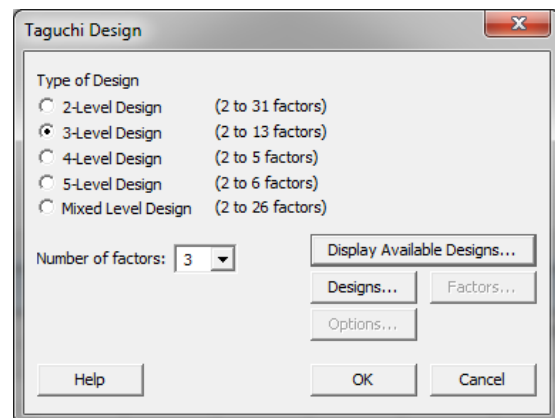 Taguchi Design
Type of Design
2-Level Design (2 to 31 factors)
3-Level Design (2 to 13 factors)
4-Level Design (2 to 5 factors)
5-Level Design (2 to 6 factors)
Mixed Level Design (2 to 26 factors)
Number of factors: 3 Display Available Designs...
Designs... Factors...
Options...
Help OK Cancel